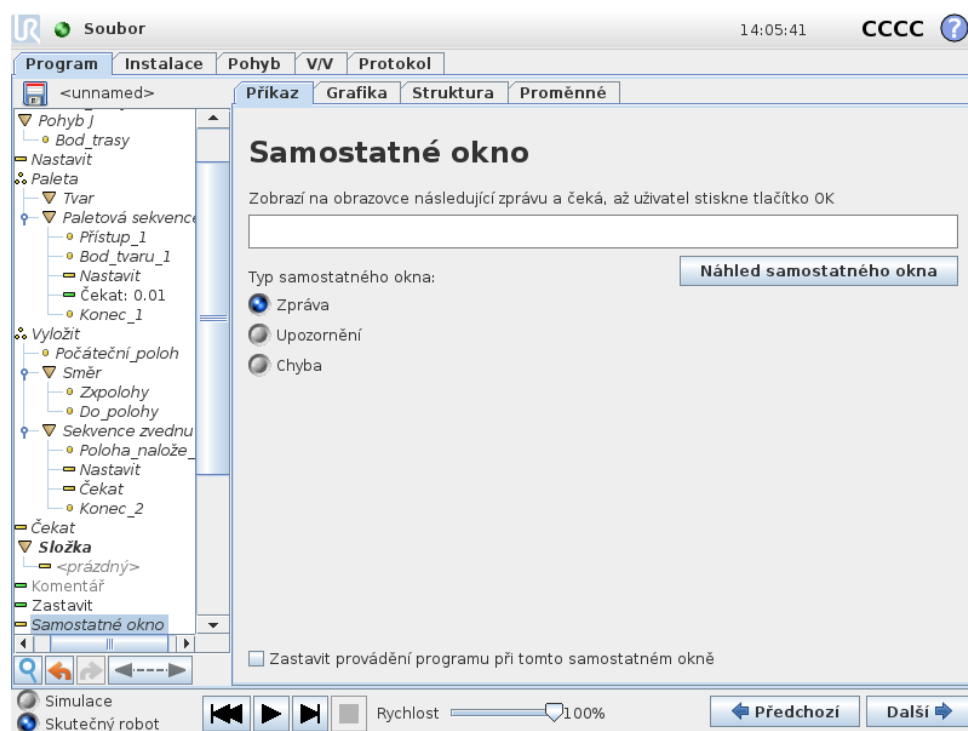 UR Soubor 14:05:41 CCCC ?
Program Instalace Pohyb V/V Protokol
<unnamed> Příkaz Grafika Struktura Proměnné
Pohyb J
Bod_trasy
Nastavit
Paleta
Tvar
Paletová sekvence
Přístup_1
Bod_tvaru_1
Nastavit
Čekat: 0.01
Konec_1
Vyložit
Počáteční_poloh
Směr
Zxpolohy
Do_polohy
Sekvence zvednu
Poloha_nalože_
Nastavit
Čekat
Konec_2
Čekat
Složka
<prázdný>
Komentář
Zastavit
Samostatné okno
Samostatné okno
Zobrazí na obrazovce následující zprávu a čeká, až uživatel stiskne tlačítko OK
Náhled samostatného okna
Typ samostatného okna:
Zpráva
Upozornění
Chyba
Zastavit provádění programu při tomto samostatném okně
Simulace
Skutečný robot
Rychlost 100%
Předchozí Další